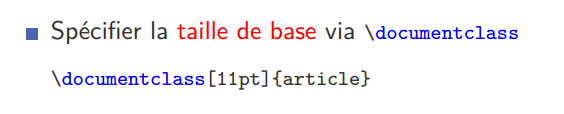 Spécifier la taille de base via \documentclass
\documentclass[11pt]{article}